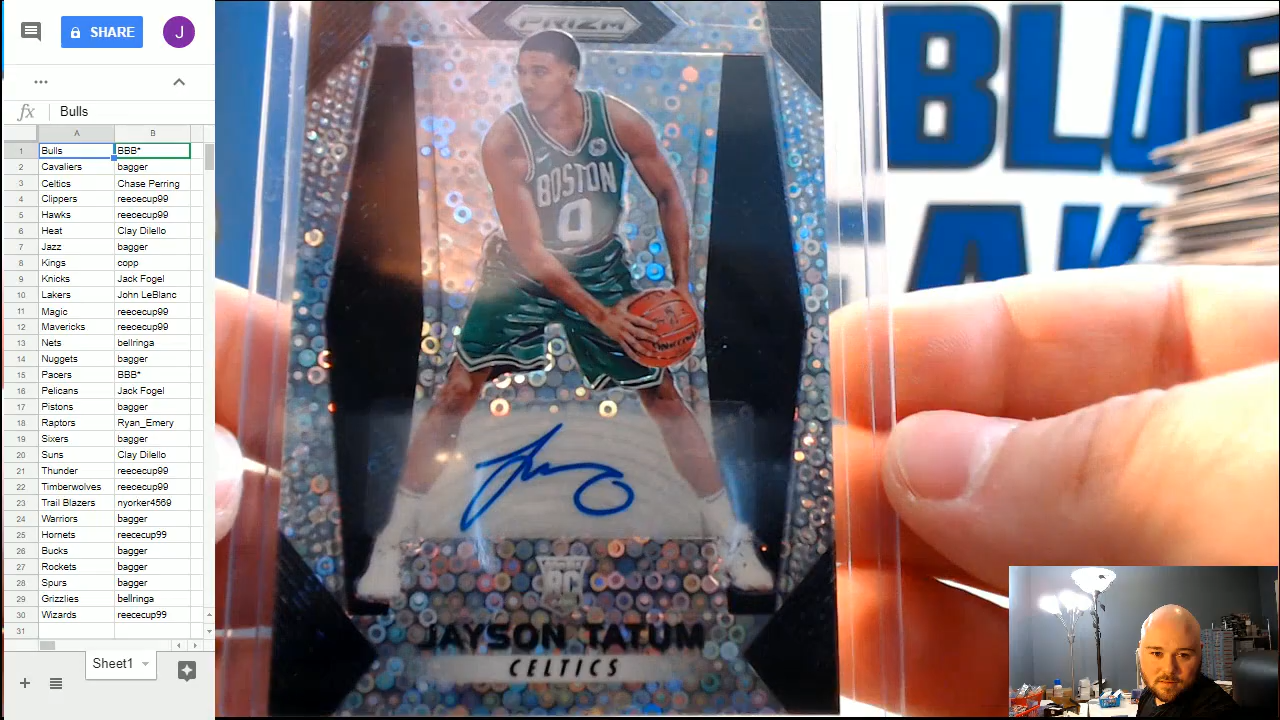 SHARE
J
...
fx Bulls
A B
1 Bulls BBB*
2 Cavaliers bagger
3 Celtics Chase Perring
4 Clippers reececup99
5 Hawks reececup99
6 Heat Clay Dilello
7 Jazz bagger
8 Kings copp
9 Knicks Jack Fogel
10 Lakers John LeBlanc
11 Magic reececup99
12 Mavericks reececup99
13 Nets bellringa
14 Nuggets bagger
15 Pacers BBB*
16 Pelicans Jack Fogel
17 Pistons bagger
18 Raptors Ryan_Emery
19 Sixers bagger
20 Suns Clay Dilello
21 Thunder reececup99
22 Timberwolves reececup99
23 Trail Blazers nyorker4569
24 Warriors bagger
25 Hornets reececup99
26 Bucks bagger
27 Rockets bagger
28 Spurs bagger
29 Grizzlies bellringa
30 Wizards reececup99
31
Sheet1
PRIZM
BOSTON
0
RC
JAYSON TATUM
CELTICS